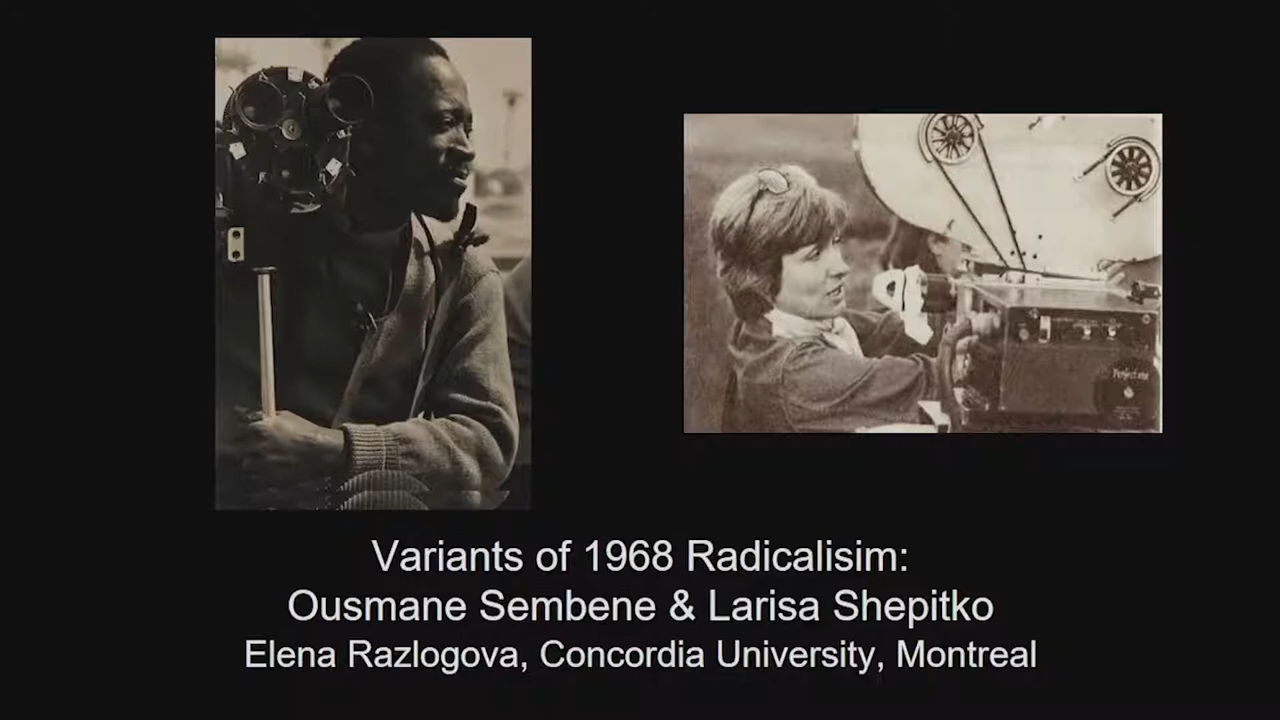 Variants of 1968 Radicalisim:
Ousmane Sembene & Larisa Shepitko
Elena Razlogova, Concordia University, Montreal